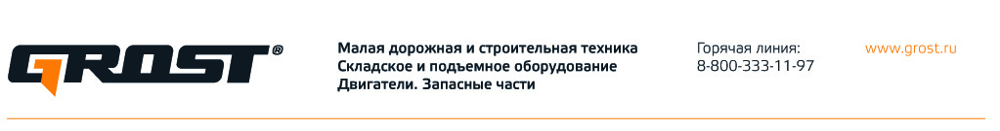 GROST®
Малая дорожная и строительная техника
Складское и подъемное оборудование
Двигатели. Запасные части
Горячая линия:
8-800-333-11-97
www.grost.ru